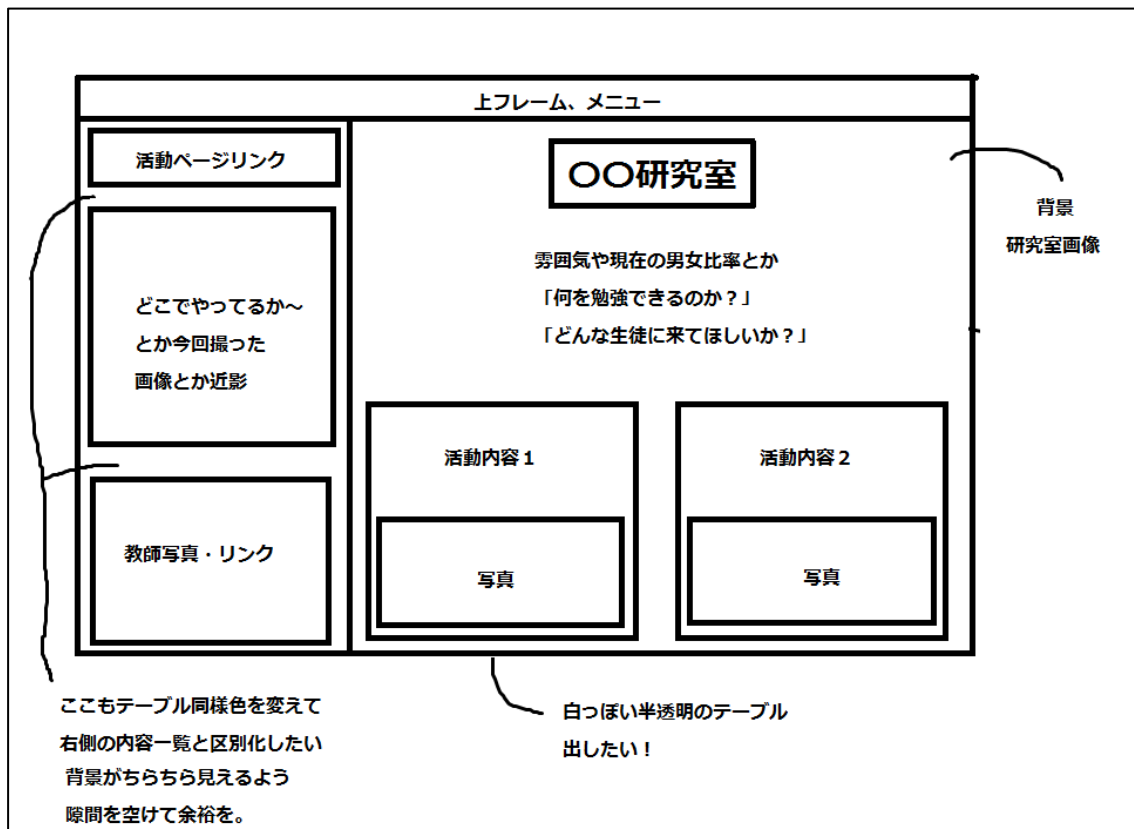 上フレーム、メニュー
活動ページリンク
〇〇研究室
背景
研究室画像
雰囲気や現在の男女比率とか
「何を勉強できるのか？」
「どんな生徒に来てほしいか？」
どこでやってるか～
とか今回撮った
画像とか近影
活動内容１
活動内容２
教師写真・リンク
写真
写真
ここもテーブル同様色を変えて
右側の内容一覧と区別化したい
背景がちらちら見えるよう
隙間を空けて余裕を。
白っぽい半透明のテーブル
出したい！